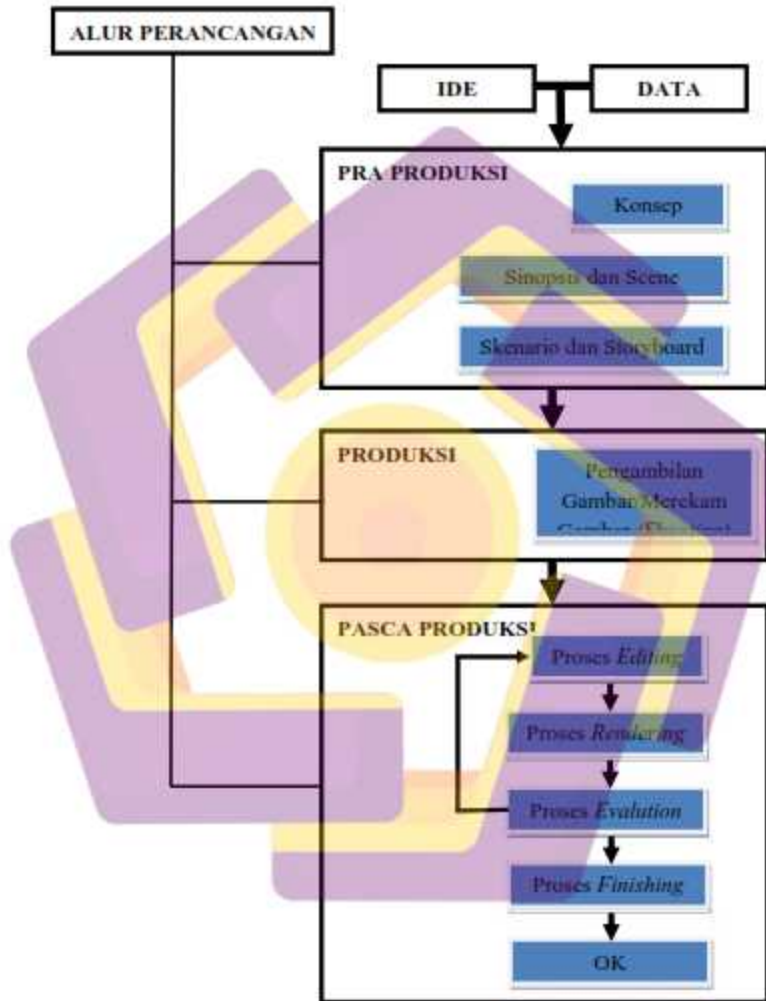 ALUR PERANCANGAN
IDE
DATA
PRA PRODUKSI
Konsep
Sinopsis dan Scene
Skenario dan Storyboard
PRODUKSI
Pengambilan
Gambar/Merekam
Gambar
PASCA PRODUKSI
Proses Editing
Proses Rendering
Proses Evalution
Proses Finishing
OK